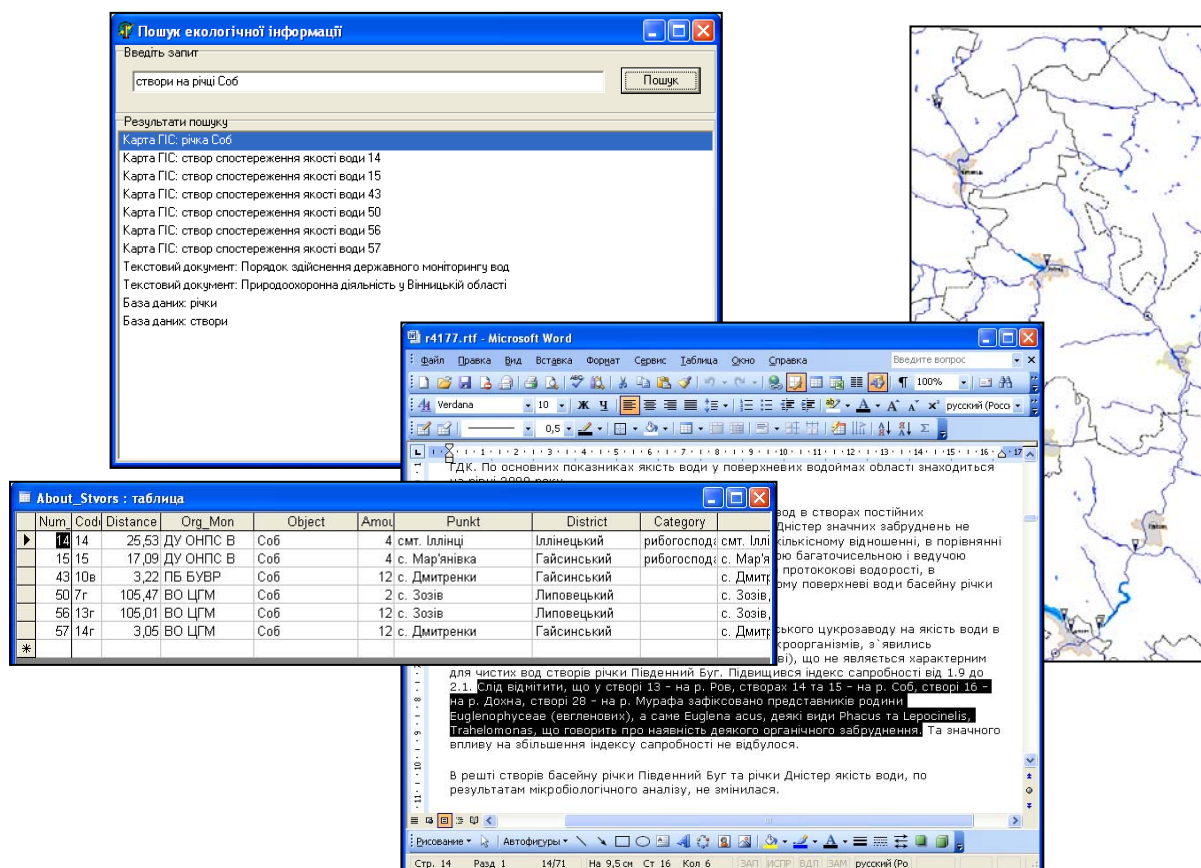 Пошук екологічної інформації
Введіть запит
створи на річці Соб
Пошук
Результати пошуку
Карта ГІС: річка Соб
Карта ГІС: створ спостереження якості води 14
Карта ГІС: створ спостереження якості води 15
Карта ГІС: створ спостереження якості води 43
Карта ГІС: створ спостереження якості води 50
Карта ГІС: створ спостереження якості води 56
Карта ГІС: створ спостереження якості води 57
Текстовий документ: Порядок здійснення державного моніторингу вод
Текстовий документ: Природоохоронна діяльність у Вінницькій області
База даних: річки
База даних: створи
r4177.rtf - Microsoft Word
Файл Правка Вид Вставка Формат Сервис Таблица Окно Справка
Введите вопрос
100%
Verdana 10 Ж Ч русский (Росси
0,5
ГДК. По основних показниках якість води у поверхневих водоймах області знаходиться
вод в створах постійних
Дністер значних забруднень не
кількісному відношенні, в порівнянні
ою багаточисельною і ведучою
протококові водорості, в
ому поверхневі води басейну річки
ського цукрозаводу на якість води в
кроорганізмів, з`явились
ві), що не являється характерним
для чистих вод створів річки Південний Буг. Підвищився індекс сапробності від 1.9 до
2.1. Слід відмітити, що у створі 13 – на р. Ров, створах 14 та 15 – на р. Соб, створі 16 –
на р. Дохна, створі 28 – на р. Мурафа зафіксовано представників родини
Euglenophyceae (евгленових), а саме Euglena acus, деякі види Phacus та Lepocinelis,
Trahelomonas, що говорить про наявність деякого органічного забруднення. Та значного
впливу на збільшення індексу сапробності не відбулося.
В решті створів басейну річки Південний Буг та річки Дністер якість води, по
результатам мікробіологічного аналізу, не змінилася.
Рисование Автофигуры
Стр. 14 Разд 1 14/71 На 9,5см Ст 16 Кол 6 ЗАП ИСПР ВДЛ ЗАМ русский (Ро
About_Stvors : таблица
Num_ Code Distance Org_Mon Object Amou Punkt District Category
14 14 25,53 ДУ ОНПС В Соб 4 смт. Іллінці Іллінецький рибогоспода смт. Іллі
15 15 17,09 ДУ ОНПС В Соб 4 с. Мар'янівка Гайсинський рибогоспода с. Мар'я
43 10в 3,22 ПБ БУВР Соб 12 с. Дмитренки Гайсинський с. Дмитр
50 7г 105,47 ВО ЦГМ Соб 2 с. Зозів Липовецький с. Зозів,
56 13г 105,01 ВО ЦГМ Соб 12 с. Зозів Липовецький с. Зозів,
57 14г 3,05 ВО ЦГМ Соб 12 с. Дмитренки Гайсинський с. Дмитр